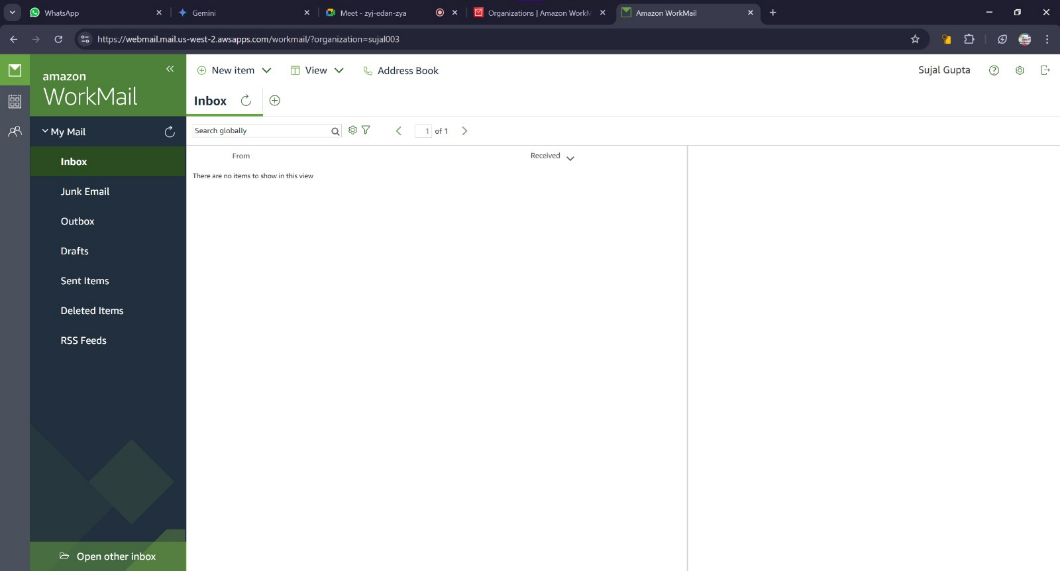 WhatsApp
Gemini
Meet - zyj-edan-zya
Organizations | Amazon WorkM
Amazon WorkMail
https://webmail.mail.us-west-2.awsapps.com/workmail/?organization=sujal003
amazon
WorkMail
New item
View
Address Book
Sujal Gupta
Inbox
My Mail
Search globally
1 of 1
From
Received
There are no items to show in this view
Inbox
Junk Email
Outbox
Drafts
Sent Items
Deleted Items
RSS Feeds
Open other inbox